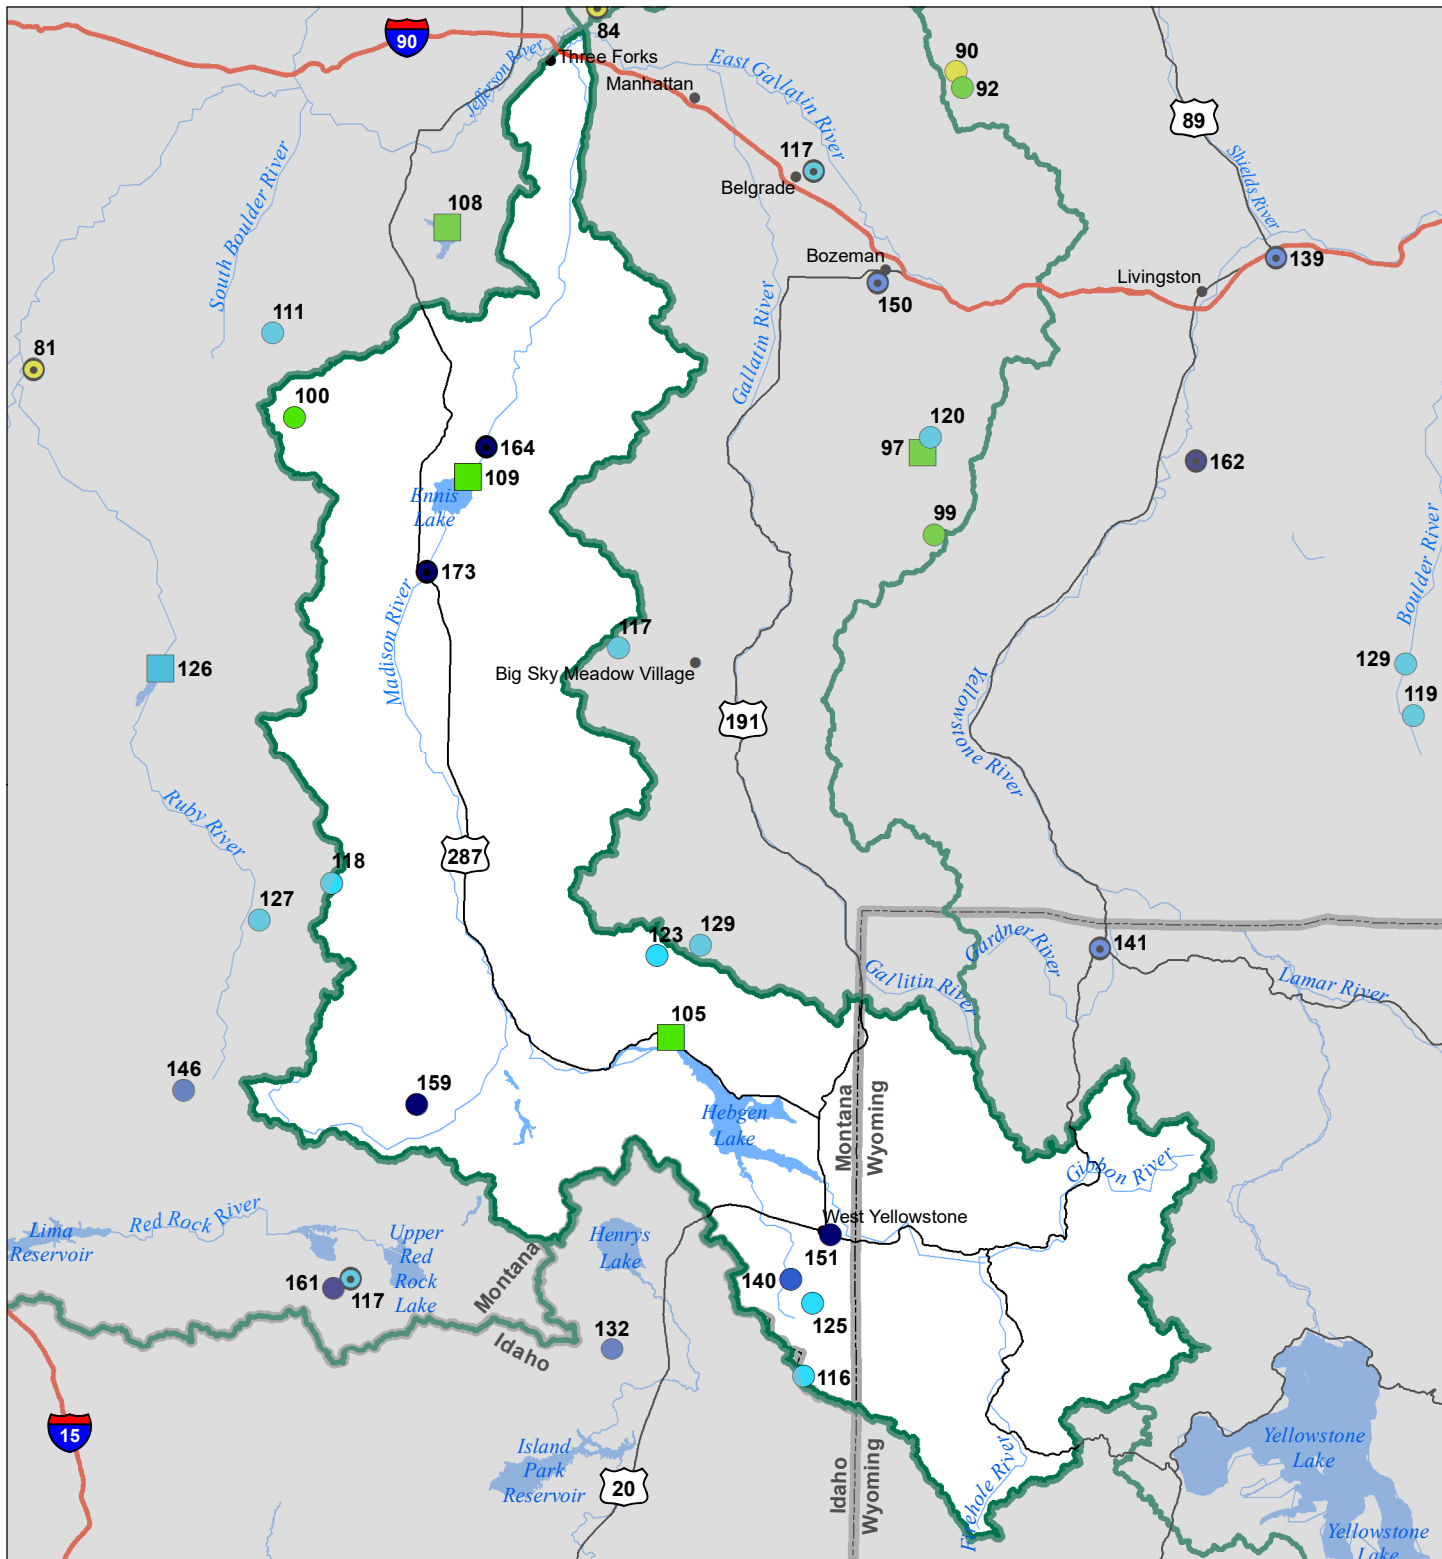 84
90
Three Forks
Jefferson River
East Gallatin River
90
92
Manhattan
89
117
Belgrade
Shields River
South Boulder River
108
Bozeman
150
139
Livingston
Gallatin River
111
81
100
164
109
Ennis
Lake
120
97
162
99
173
Madison River
Boulder River
117
Big Sky Meadow Village
126
129
119
191
Yellowstone River
Ruby River
287
118
127
123
129
Gardner River
141
Gallitin River
Lamar River
105
146
159
Hebgen
Lake
Montana
Wyoming
Gibbon River
West Yellowstone
151
Red Rock River
Lima
Reservoir
Upper
Red
Rock
Lake
Henrys
Lake
Montana
Idaho
161
117
140
125
132
116
15
Island
Park
Reservoir
20
Idaho
Wyoming
Firehole River
Yellowstone
Lake
Yellowstone
Lake